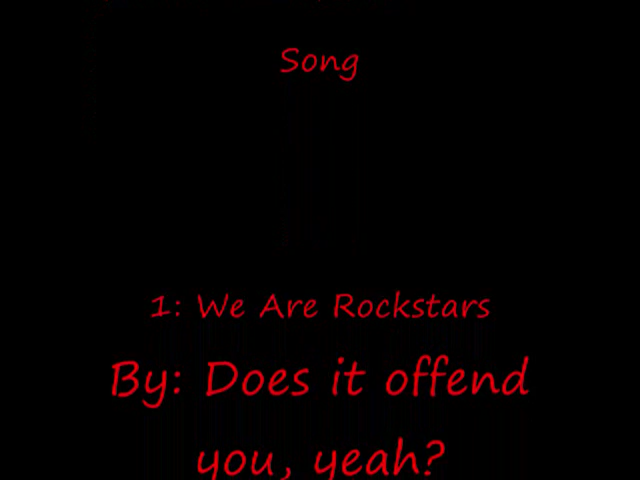 Song
1: We Are Rockstars
By: Does it offend
you, yeah?